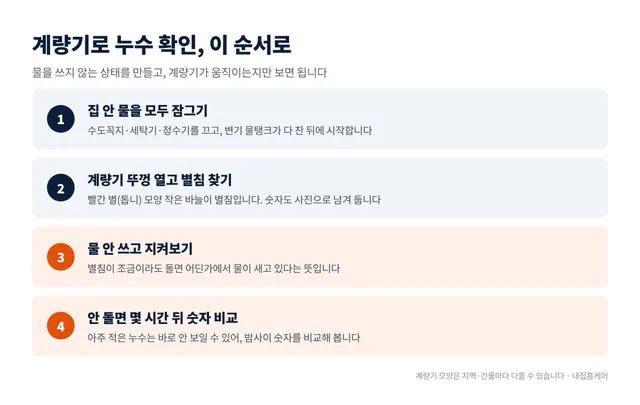 계량기로 누수 확인, 이 순서로
물을 쓰지 않는 상태를 만들고, 계량기가 움직이는지만 보면 됩니다
1
집 안 물을 모두 잠그기
수도꼭지·세탁기·정수기를 끄고, 변기 물탱크가 다 찬 뒤에 시작합니다
2
계량기 뚜껑 열고 별침 찾기
빨간 별(톱니) 모양 작은 바늘이 별침입니다. 숫자도 사진으로 남겨 둡니다
3
물 안 쓰고 지켜보기
별침이 조금이라도 돌면 어딘가에서 물이 새고 있다는 뜻입니다
4
안 돌면 몇 시간 뒤 숫자 비교
아주 적은 누수는 바로 안 보일 수 있어, 밤사이 숫자를 비교해 봅니다
계량기 모양은 지역·건물마다 다를 수 있습니다 · 내집홈케어